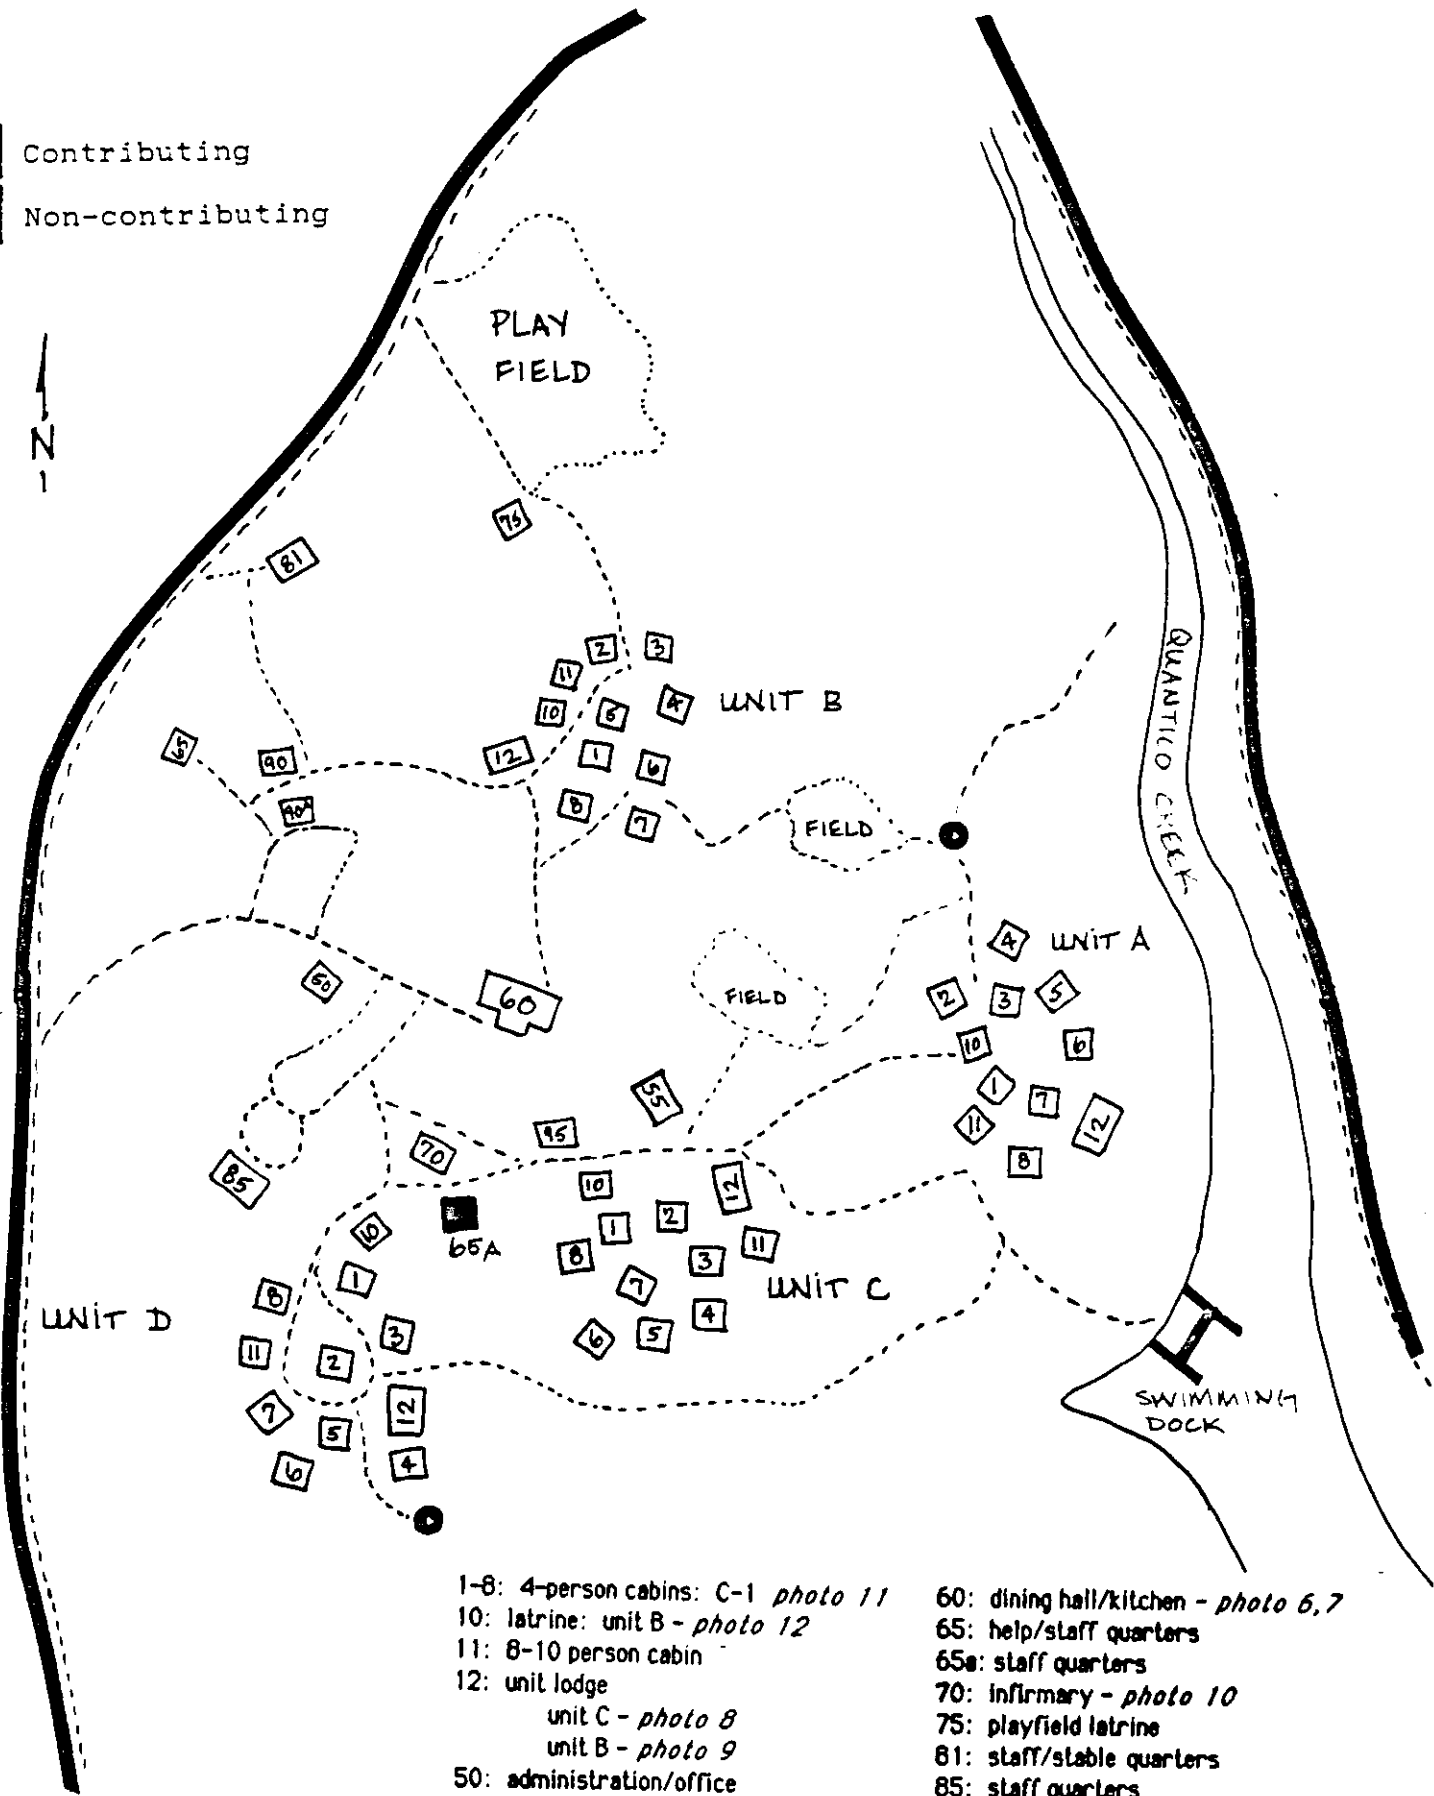 Contributing
Non-contributing
N
PLAY
FIELD
75
81
2
3
11
4
UNIT B
10
5
65
90
12
1
6
90A
8
7
FIELD
QUANTICO CREEK
4
UNIT A
50
60
FIELD
2
3
5
10
6
55
1
7
95
11
12
70
8
85
10
12
2
10
65A
1
11
8
3
1
7
UNIT C
8
4
UNIT D
3
6
5
11
2
SWIMMING
DOCK
7
12
5
4
6
1-8: 4-person cabins: C-1 photo 11
10: latrine: unit B - photo 12
11: 8-10 person cabin
12: unit lodge
unit C - photo 8
unit B - photo 9
50: administration/office
60: dining hall/kitchen - photo 6,7
65: help/staff quarters
65a: staff quarters
70: infirmary - photo 10
75: playfield latrine
81: staff/stable quarters
85: staff quarters